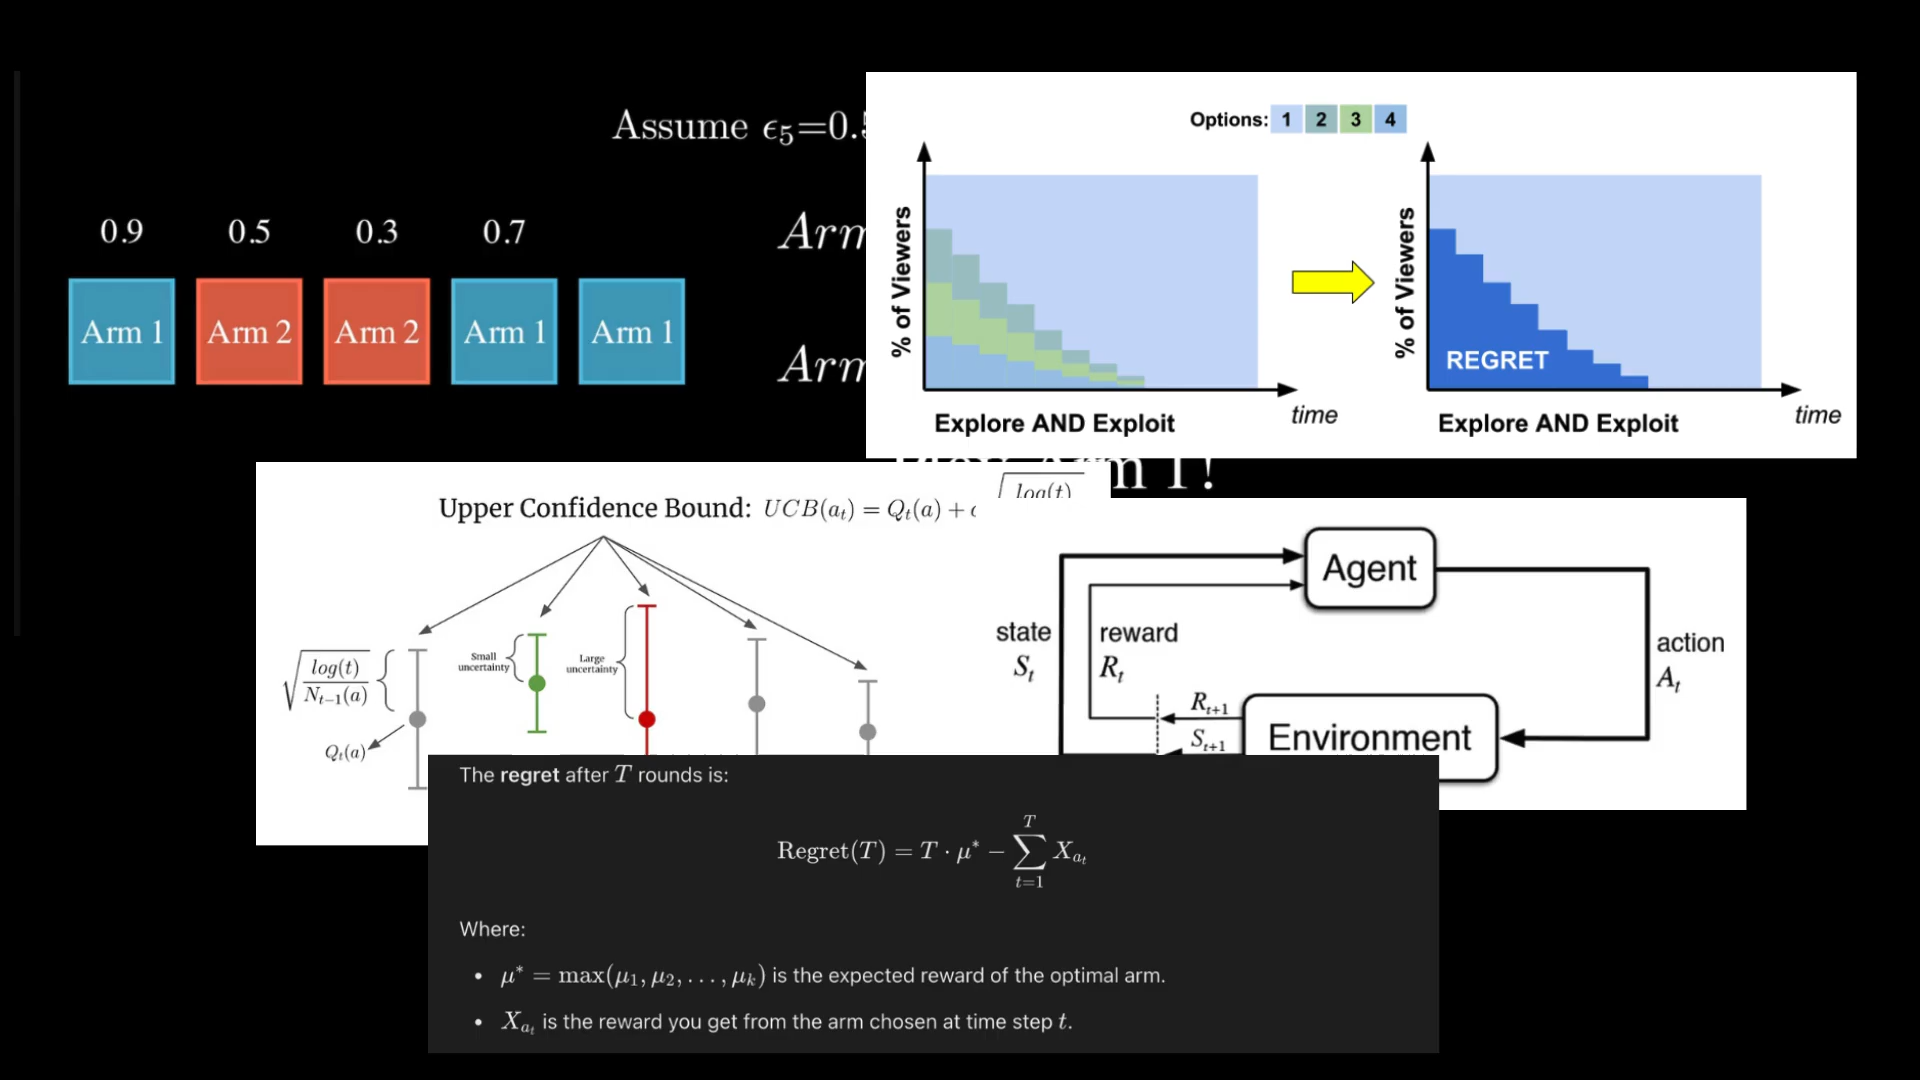 Assume ϵ₅=0.
0.9 0.5 0.3 0.7
Arm 1 Arm 2 Arm 2 Arm 1 Arm 1
Arm
Arm
Arm 1!
Options: 1 2 3 4
% of Viewers
REGRET
% of Viewers
time
time
Explore AND Exploit
Explore AND Exploit
Upper Confidence Bound: UCB(aₜ) = Qₜ(a) +
log(t)
√(log(t)/Nₜ₋₁(a))
Small
uncertainty
Large
uncertainty
Qₜ(a)
Agent
state
Sₜ
reward
Rₜ
action
Aₜ
Rₜ₊₁
Sₜ₊₁
Environment
The regret after T rounds is:
Regret(T) = T · μ* − ∑ₜ₌₁ᵀ Xₐₜ
Where:
• μ* = max(μ₁, μ₂, . . . , μₖ) is the expected reward of the optimal arm.
• Xₐₜ is the reward you get from the arm chosen at time step t.